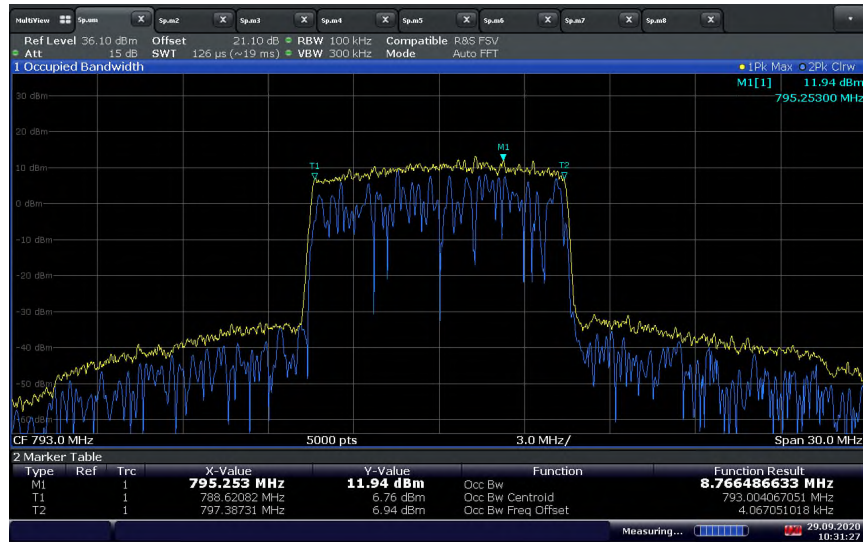 MultiView Sp.um X Sp.m2 X Sp.m3 X Sp.m4 X Sp.m5 X Sp.m6 X Sp.m7 X Sp.m8 X
Ref Level 36.10 dBm Offset 21.10 dB RBW 100 kHz Compatible R&S FSV
Att 15 dB SWT 126 µs (~19 ms) VBW 300 kHz Mode Auto FFT
1 Occupied Bandwidth 1Pk Max 2Pk Clrw
M1[1] 11.94 dBm
795.25300 MHz
30 dBm
20 dBm
M1
10 dBm T1 T2
0 dBm
-10 dBm
-20 dBm
-30 dBm
-40 dBm
-50 dBm
-60 dBm
CF 793.0 MHz 5000 pts 3.0 MHz/ Span 30.0 MHz
2 Marker Table
Type Ref Trc X-Value Y-Value Function Function Result
M1 1 795.253 MHz 11.94 dBm Occ Bw 8.766486633 MHz
T1 1 788.62082 MHz 6.76 dBm Occ Bw Centroid 793.004067051 MHz
T2 1 797.38731 MHz 6.94 dBm Occ Bw Freq Offset 4.067051018 kHz
Measuring... 29.09.2020
10:31:27